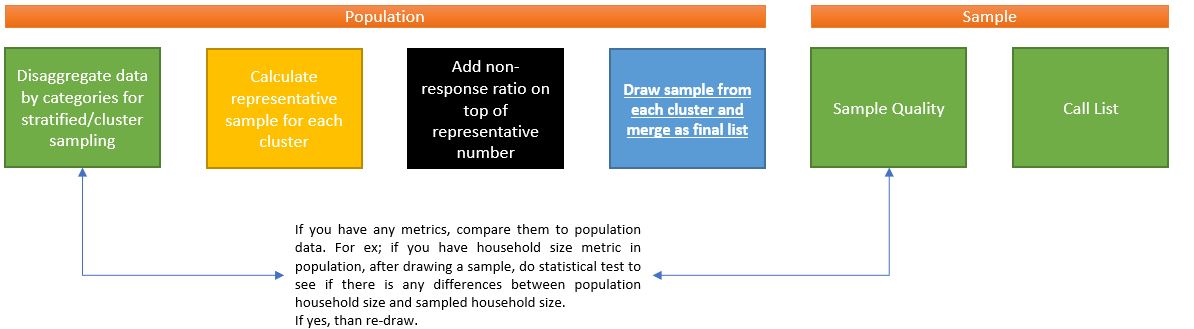 Population
Sample
Disaggregate data
by categories for
stratified/cluster
sampling
Calculate
representative
sample for each
cluster
Add non-
response ratio on
top of
representative
number
Draw sample from
each cluster and
merge as final list
Sample Quality
Call List
If you have any metrics, compare them to population
data. For ex; if you have household size metric in
population, after drawing a sample, do statistical test to
see if there is any differences between population
household size and sampled household size.
If yes, than re-draw.